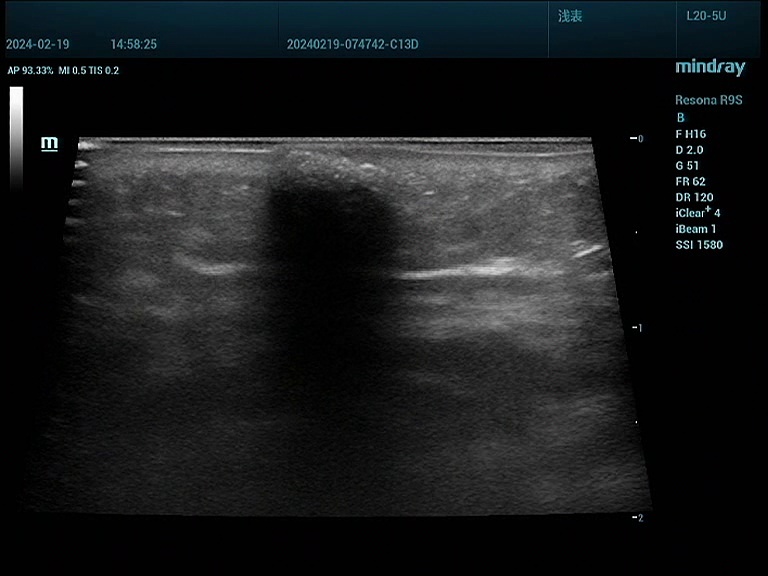 浅表
L20-5U
2024-02-19 14:58:25 20240219-074742-C13D
AP 93.33% MI 0.5 TIS 0.2
mindray
Resona R9S
m
B
F H16
D 2.0
G 51
FR 62
DR 120
iClear+ 4
iBeam 1
SSI 1580
0
1
2